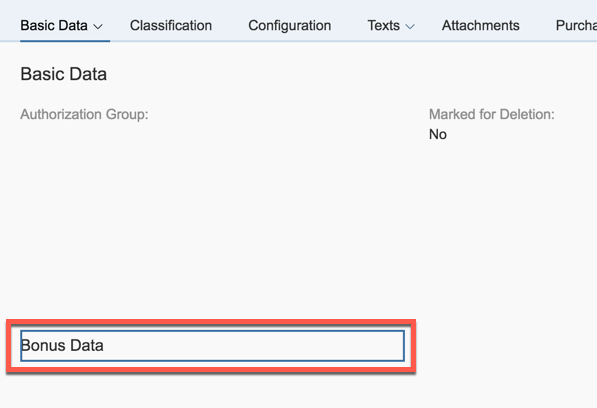 Basic Data Classification Configuration Texts Attachments Purcha
Basic Data
Authorization Group: Marked for Deletion:
No
Bonus Data